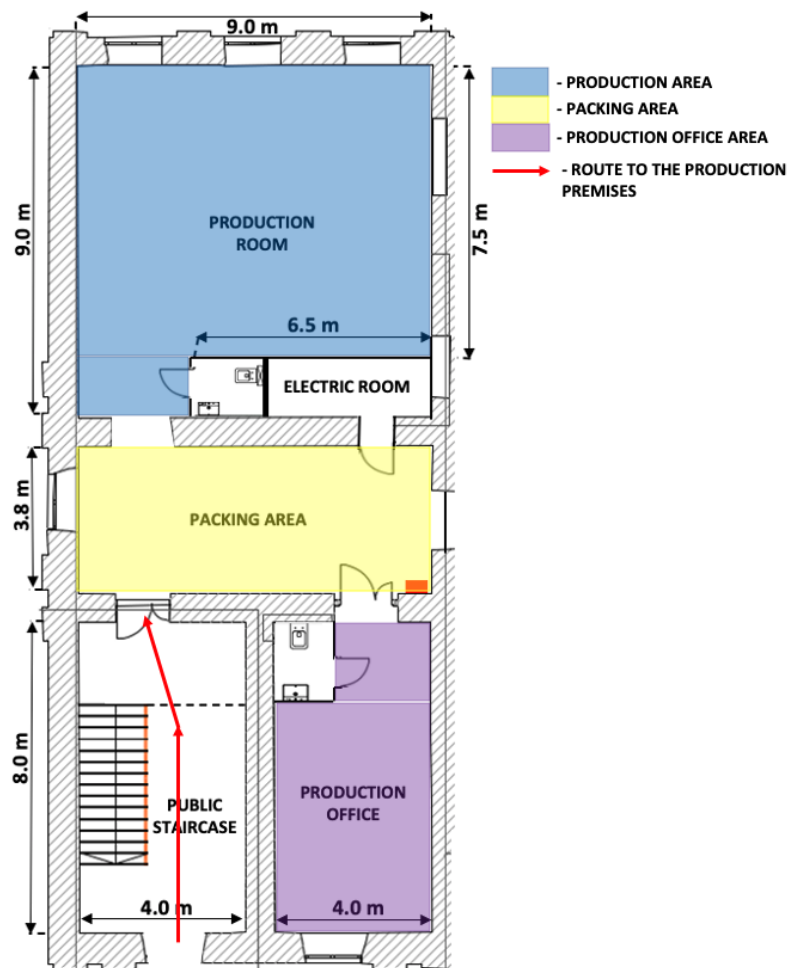 9.0 m
- PRODUCTION AREA
- PACKING AREA
- PRODUCTION OFFICE AREA
- ROUTE TO THE PRODUCTION
PREMISES
9.0 m
PRODUCTION
ROOM
7.5 m
6.5 m
ELECTRIC ROOM
3.8 m
PACKING AREA
8.0 m
PUBLIC
STAIRCASE
PRODUCTION
OFFICE
4.0 m
4.0 m